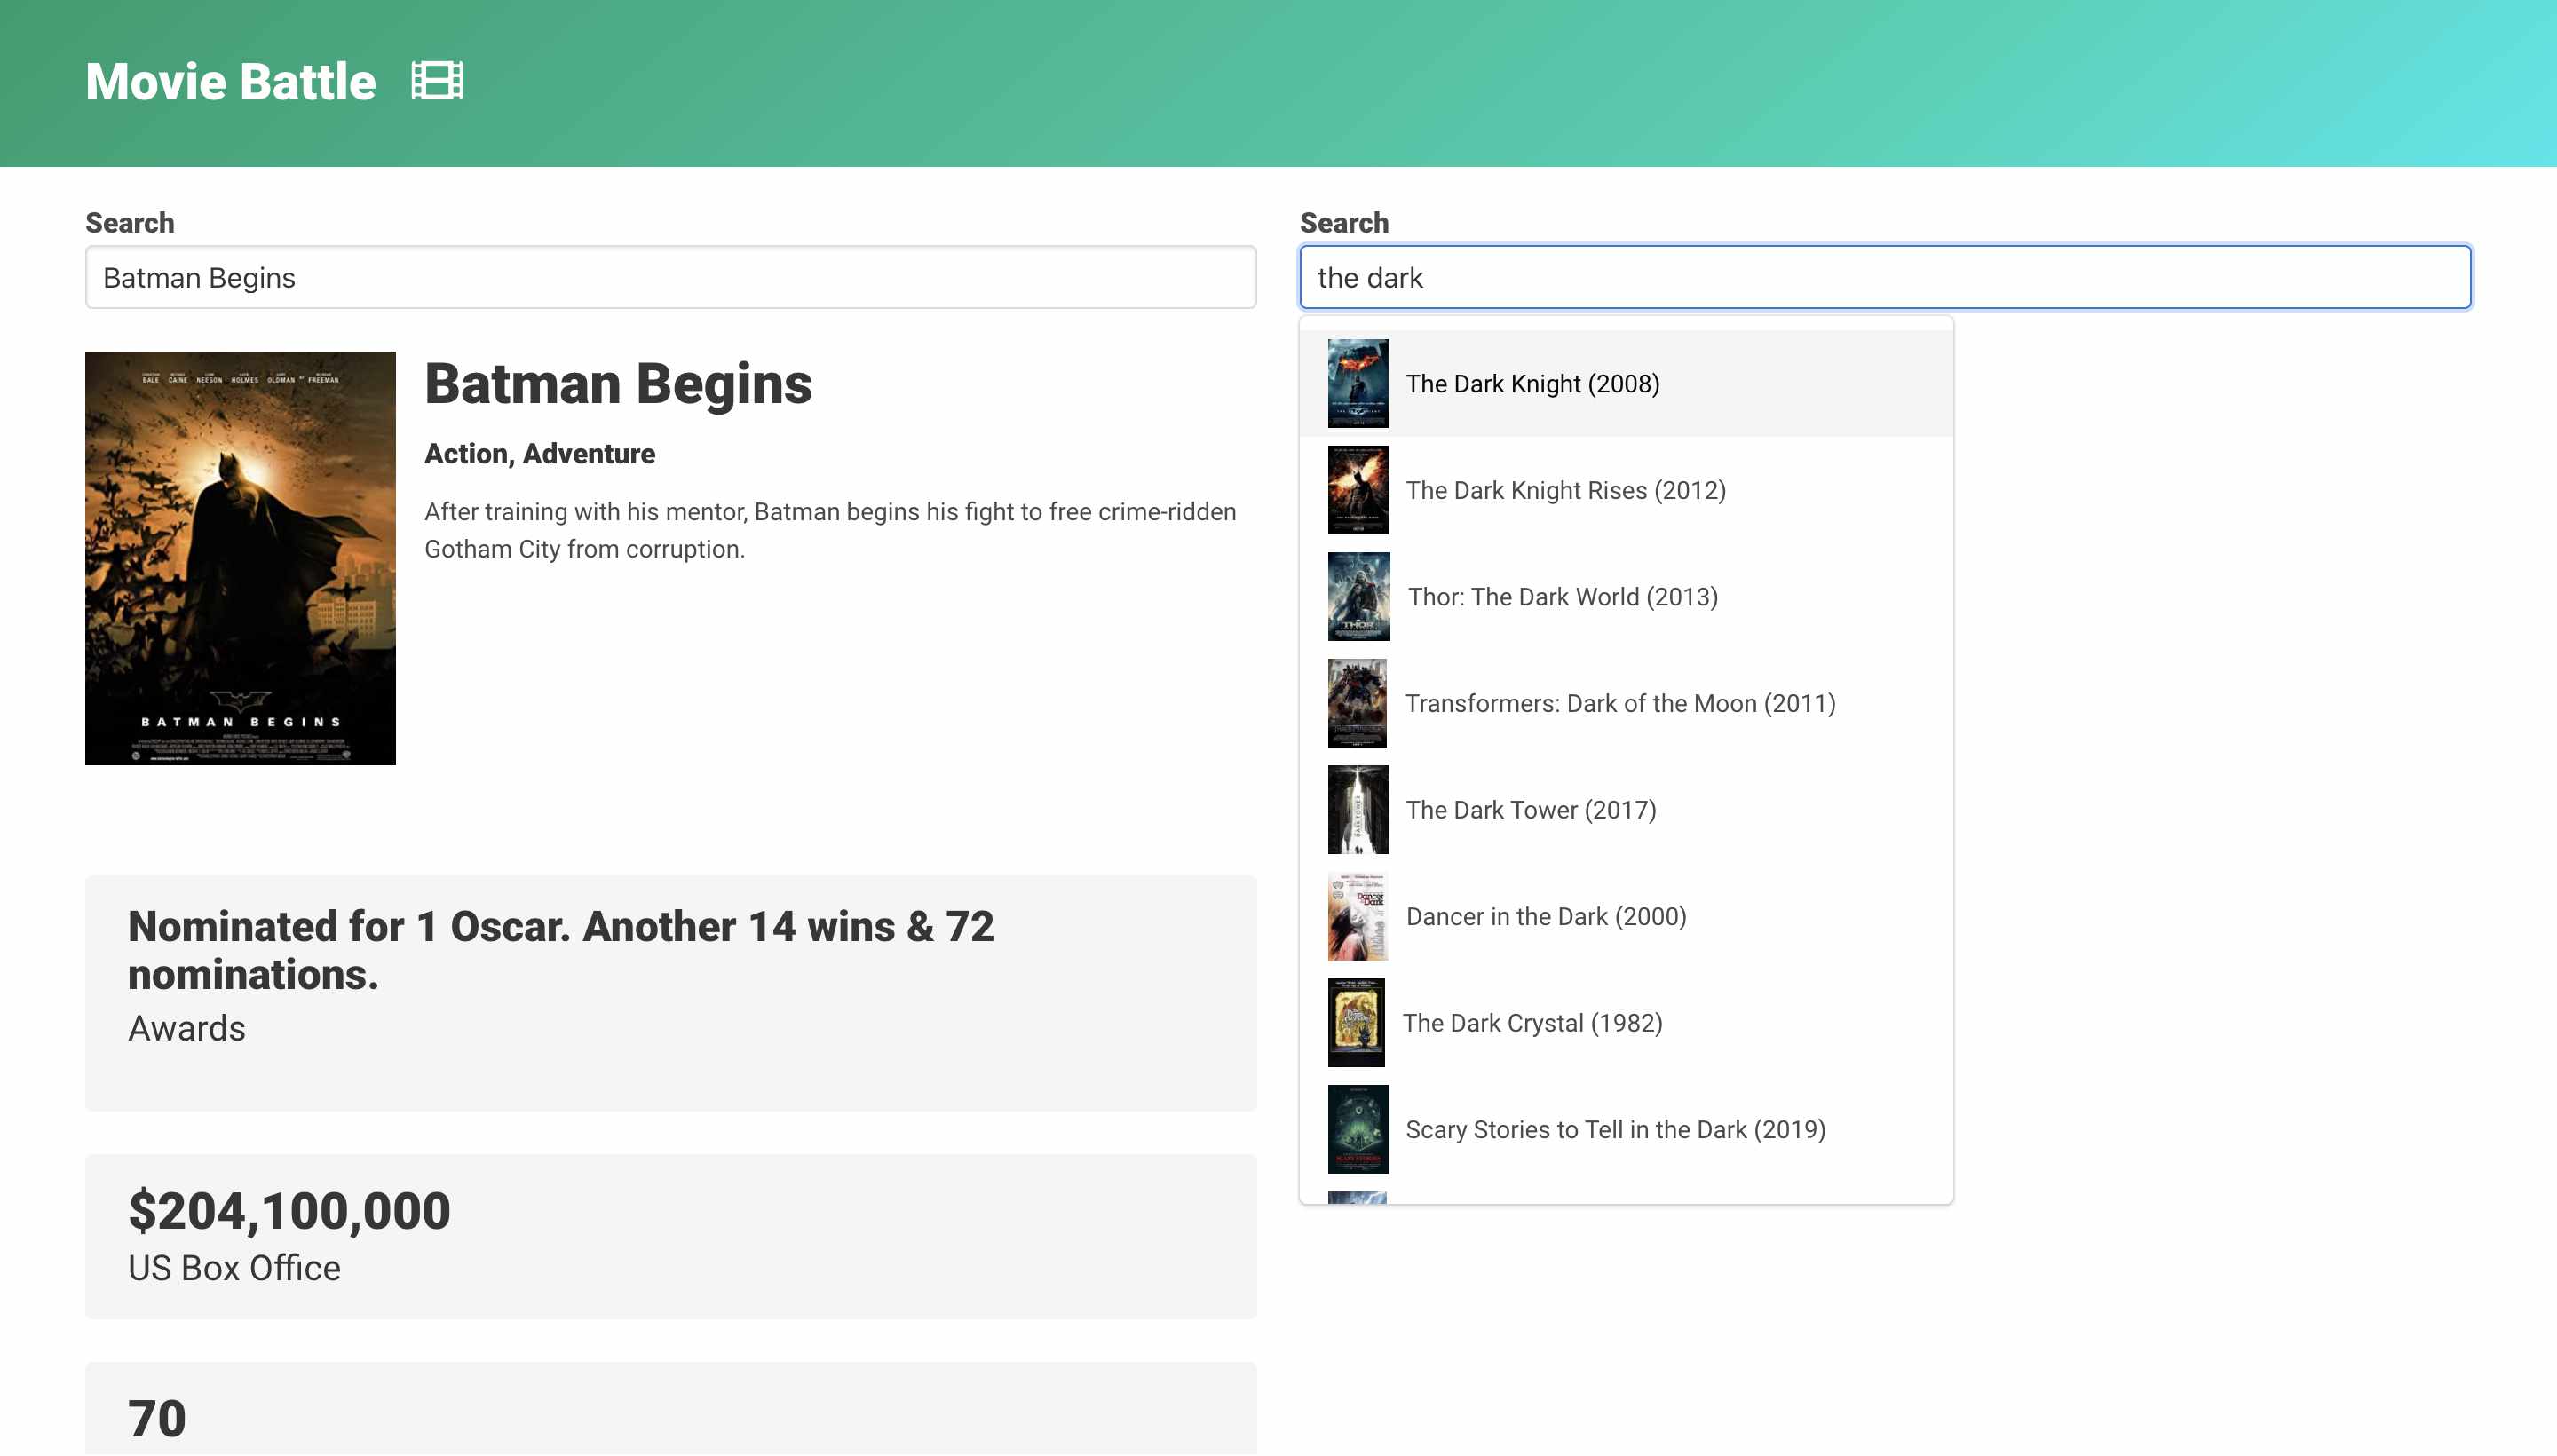 Movie Battle
Search
Batman Begins
BALE CAINE NEESON HOLMES OLDMAN FREEMAN
BATMAN BEGINS
Batman Begins
Action, Adventure
After training with his mentor, Batman begins his fight to free crime-ridden
Gotham City from corruption.
Nominated for 1 Oscar. Another 14 wins & 72
nominations.
Awards
$204,100,000
US Box Office
70
Search
the dark
The Dark Knight (2008)
The Dark Knight Rises (2012)
THOR
Thor: The Dark World (2013)
Transformers: Dark of the Moon (2011)
The Dark Tower (2017)
Dancer in the Dark (2000)
The Dark Crystal (1982)
Scary Stories to Tell in the Dark (2019)